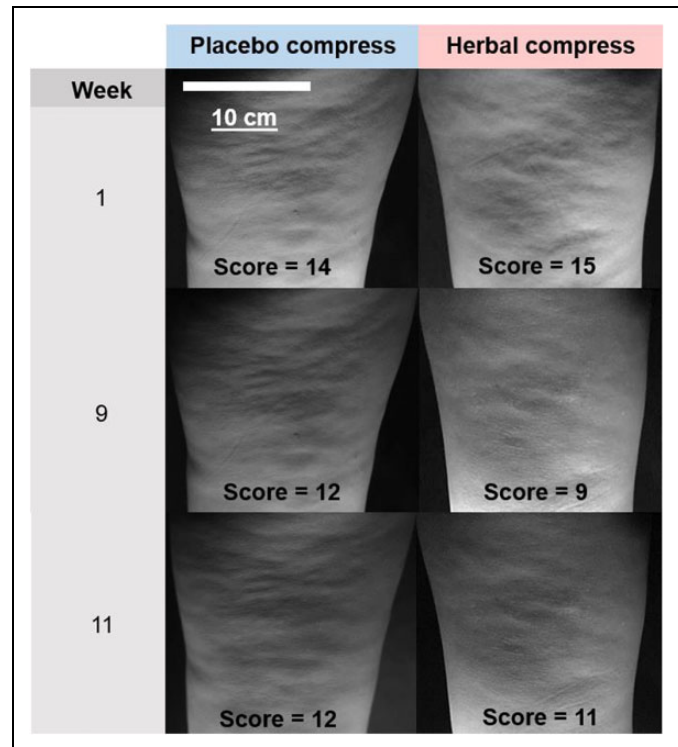 Placebo compress
Herbal compress
Week
10 cm
1
Score = 14
Score = 15
9
Score = 12
Score = 9
11
Score = 12
Score = 11